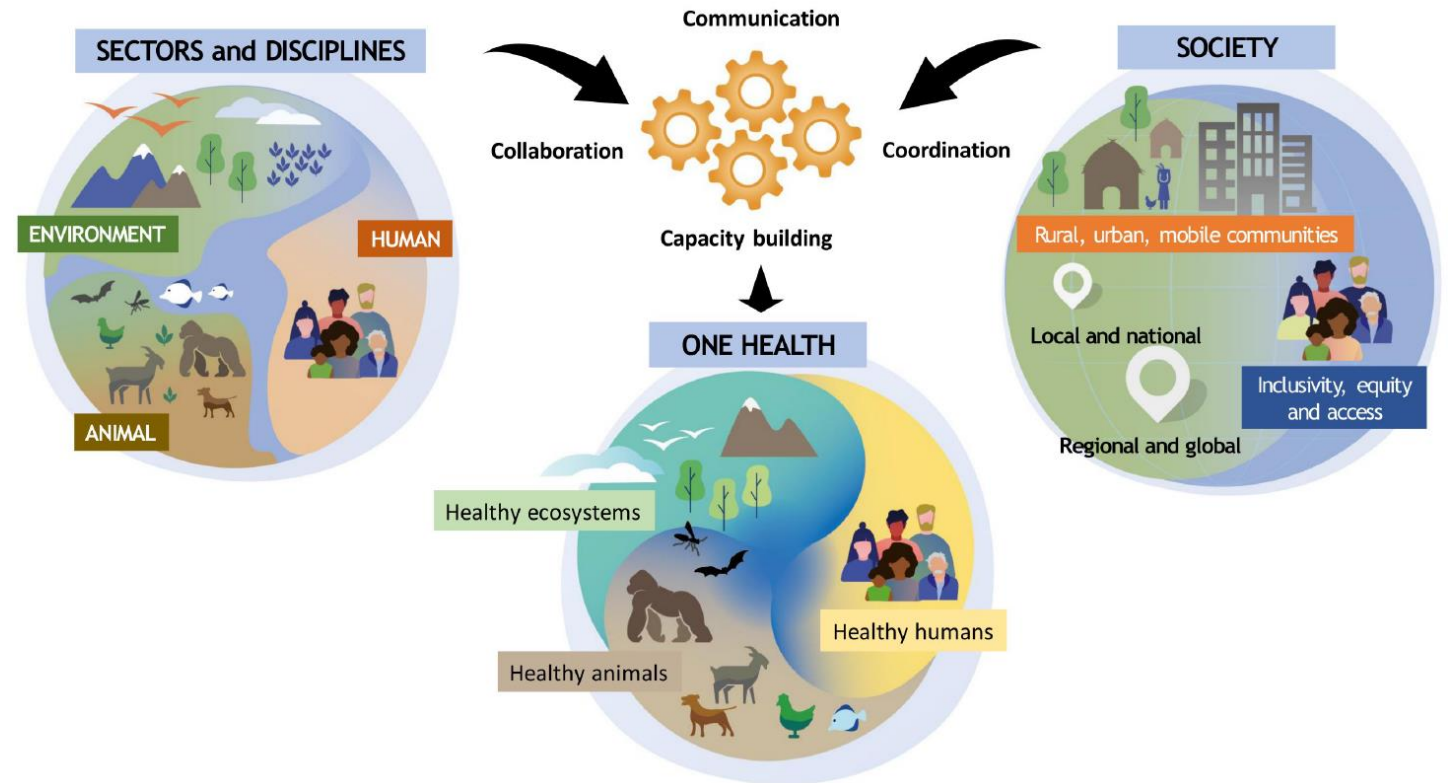 Communication
SECTORS and DISCIPLINES
SOCIETY
Collaboration
Coordination
ENVIRONMENT
HUMAN
Capacity building
Rural, urban, mobile communities
ANIMAL
ONE HEALTH
Local and national
Inclusivity, equity
and access
Regional and global
Healthy ecosystems
Healthy humans
Healthy animals